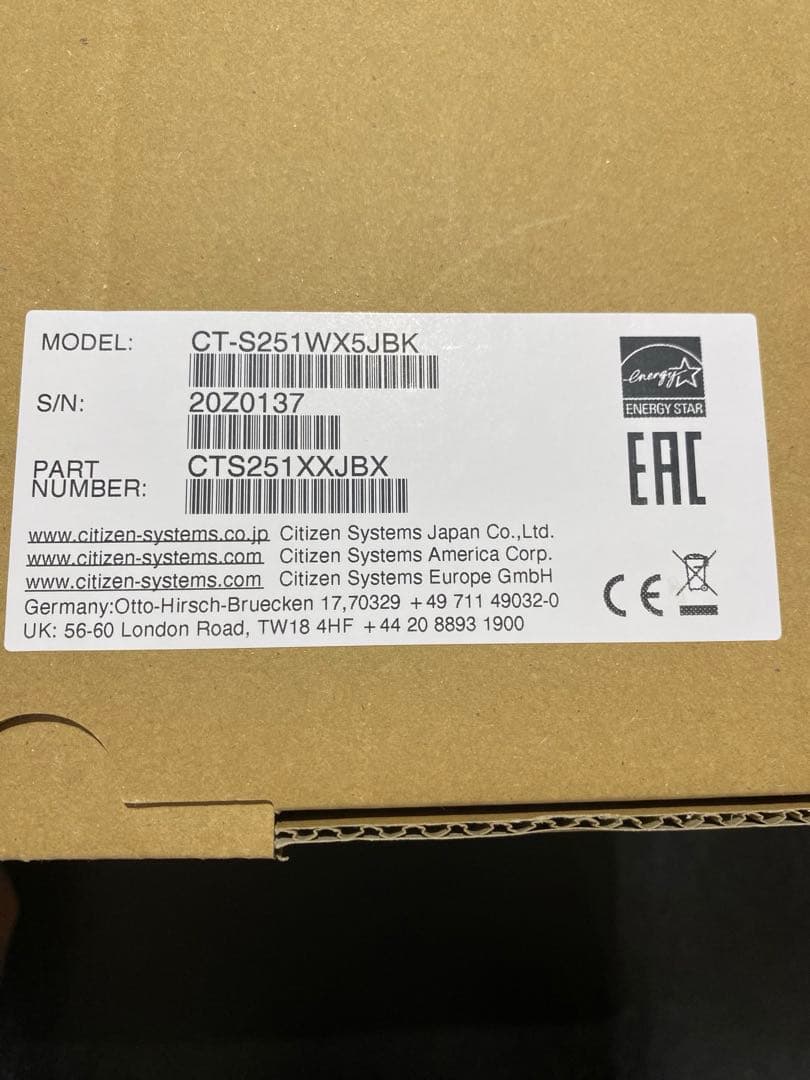 MODEL: CT-S251WX5JBK
S/N: 20Z0137
PART NUMBER: CTS251XXJBX
energy
ENERGY STAR
EAC
www.citizen-systems.co.jp Citizen Systems Japan Co.,Ltd.
www.citizen-systems.com Citizen Systems America Corp.
www.citizen-systems.com Citizen Systems Europe GmbH
Germany:Otto-Hirsch-Bruecken 17,70329 +49 711 49032-0
UK: 56-60 London Road, TW18 4HF +44 20 8893 1900
CE